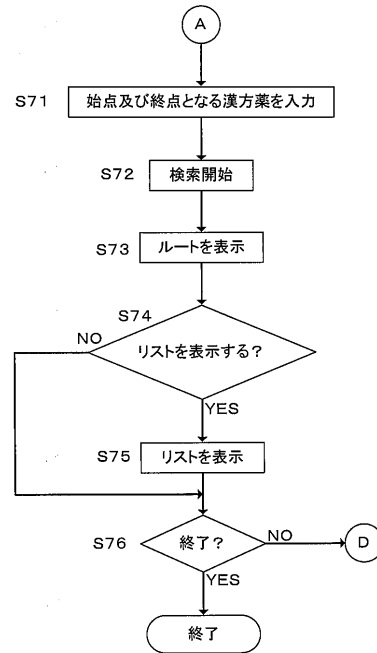 A
S71
始点及び終点となる漢方薬を入力
S72
検索開始
S73
ルートを表示
S74
NO
リストを表示する？
YES
S75
リストを表示
S76
終了？
NO
D
YES
終了